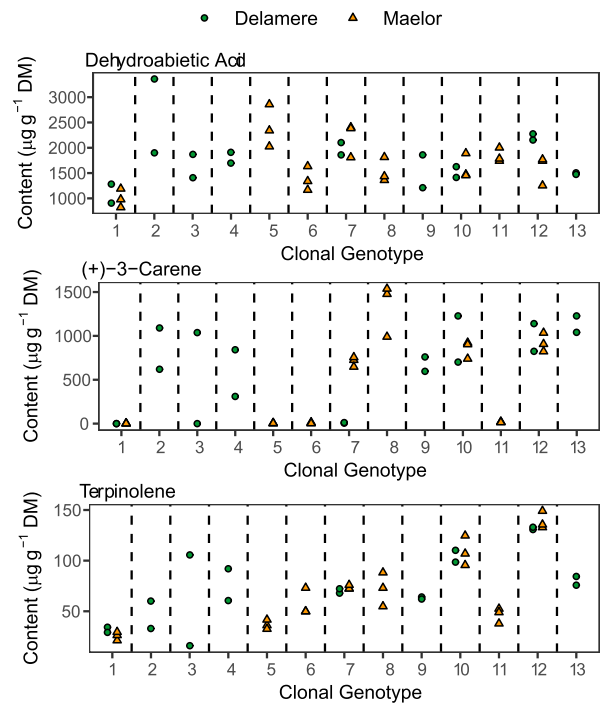 Delamere Maelor
Dehydroabietic Acid
Content (µg g⁻¹ DM)
3000
2500
2000
1500
1000
1 2 3 4 5 6 7 8 9 10 11 12 13
Clonal Genotype
(+)−3−Carene
Content (µg g⁻¹ DM)
1500
1000
500
0
1 2 3 4 5 6 7 8 9 10 11 12 13
Clonal Genotype
Terpinolene
Content (µg g⁻¹ DM)
150
100
50
1 2 3 4 5 6 7 8 9 10 11 12 13
Clonal Genotype